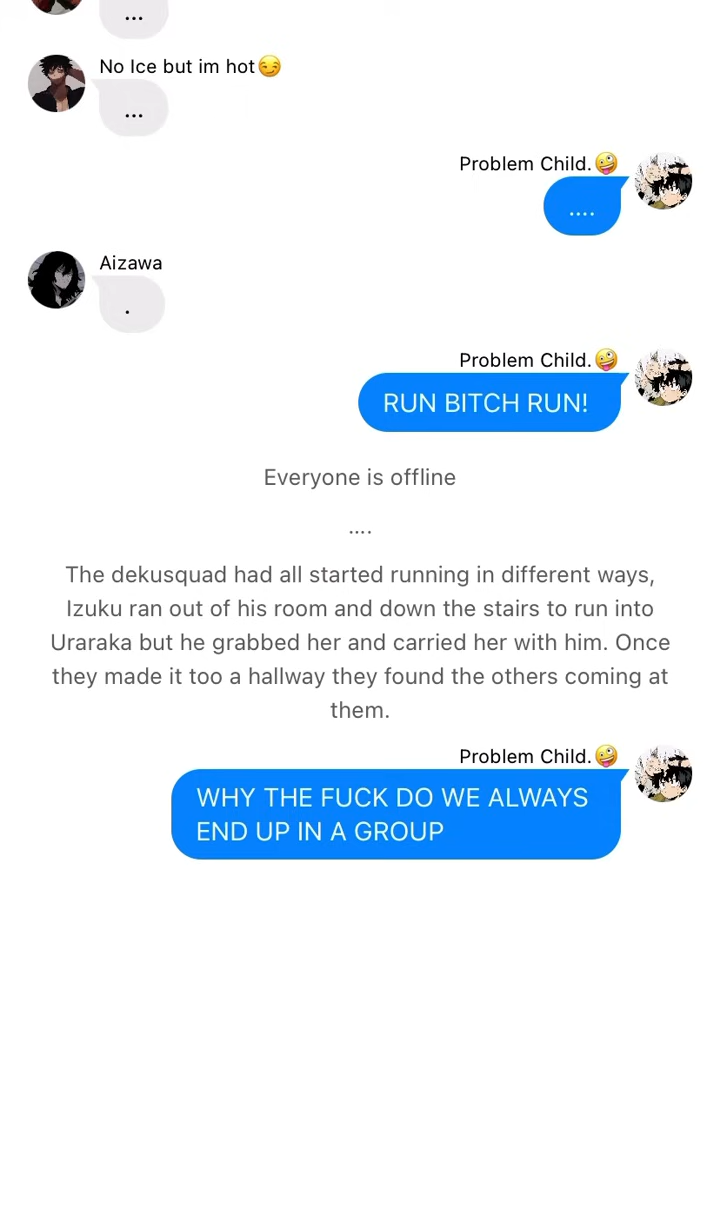 ...
No Ice but im hot😏
...
Problem Child.🤪
....
Aizawa
.
Problem Child.🤪
RUN BITCH RUN!
Everyone is offline
....
The dekusquad had all started running in different ways,
Izuku ran out of his room and down the stairs to run into
Uraraka but he grabbed her and carried her with him. Once
they made it too a hallway they found the others coming at
them.
Problem Child.🤪
WHY THE FUCK DO WE ALWAYS
END UP IN A GROUP